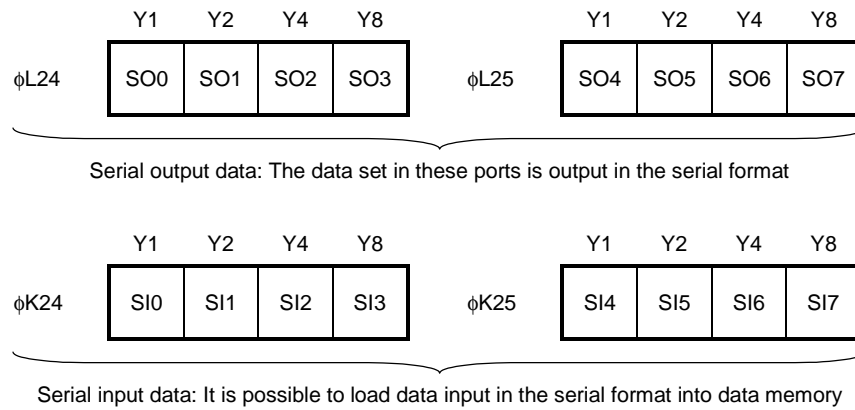 Y1 Y2 Y4 Y8 Y1 Y2 Y4 Y8
ϕL24 SO0 SO1 SO2 SO3 ϕL25 SO4 SO5 SO6 SO7
Serial output data: The data set in these ports is output in the serial format
Y1 Y2 Y4 Y8 Y1 Y2 Y4 Y8
ϕK24 SI0 SI1 SI2 SI3 ϕK25 SI4 SI5 SI6 SI7
Serial input data: It is possible to load data input in the serial format into data memory